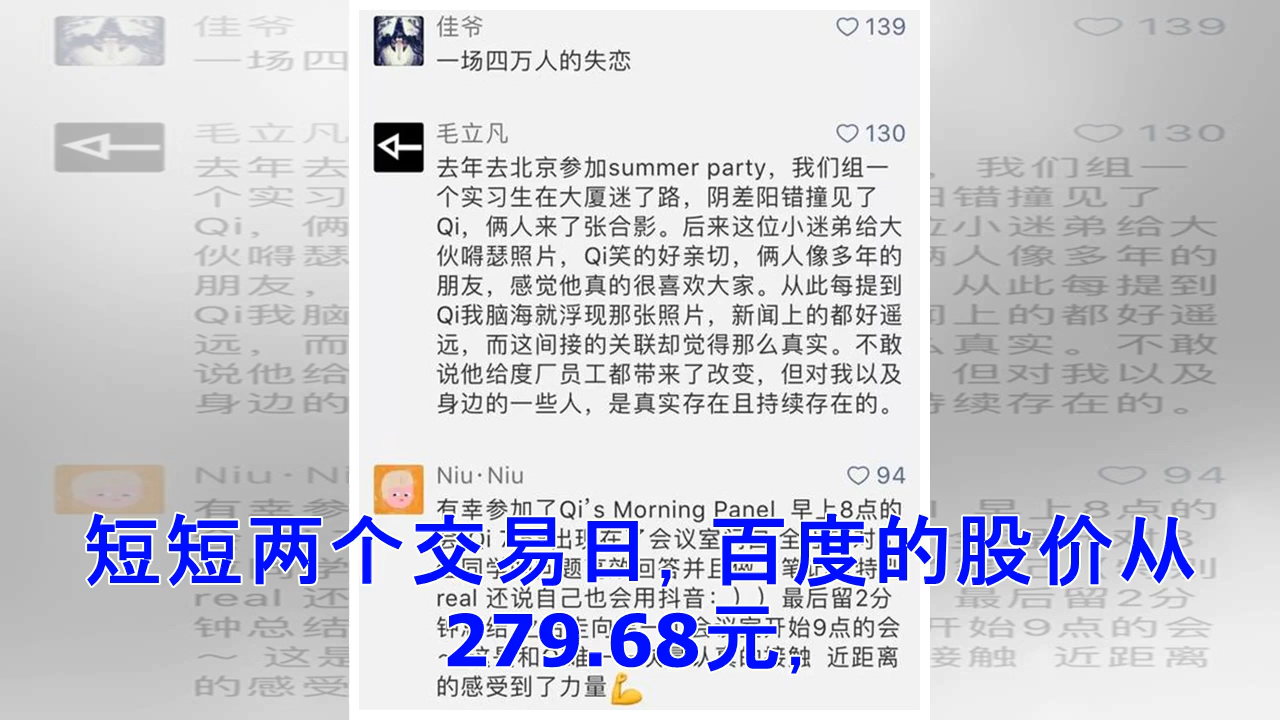 佳爷
139
一场四万人的失恋
毛立凡
130
去年去北京参加summer party，我们组一
个实习生在大厦迷了路，阴差阳错撞见了
Qi，俩人来了张合影。后来这位小迷弟给大
伙嘚瑟照片，Qi笑的好亲切，俩人像多年的
朋友，感觉他真的很喜欢大家。从此每提到
Qi我脑海就浮现那张照片，新闻上的都好遥
远，而这间接的关联却觉得那么真实。不敢
说他给度厂员工都带来了改变，但对我以及
身边的一些人，是真实存在且持续存在的。
Niu·Niu
94
有幸参加了Qi's Morning Panel 早上8点的
短短两个交易日，百度的股价从
real 还说自己也会用抖音：））最后留2分
279.68元，
近距离
的感受到了力量💪